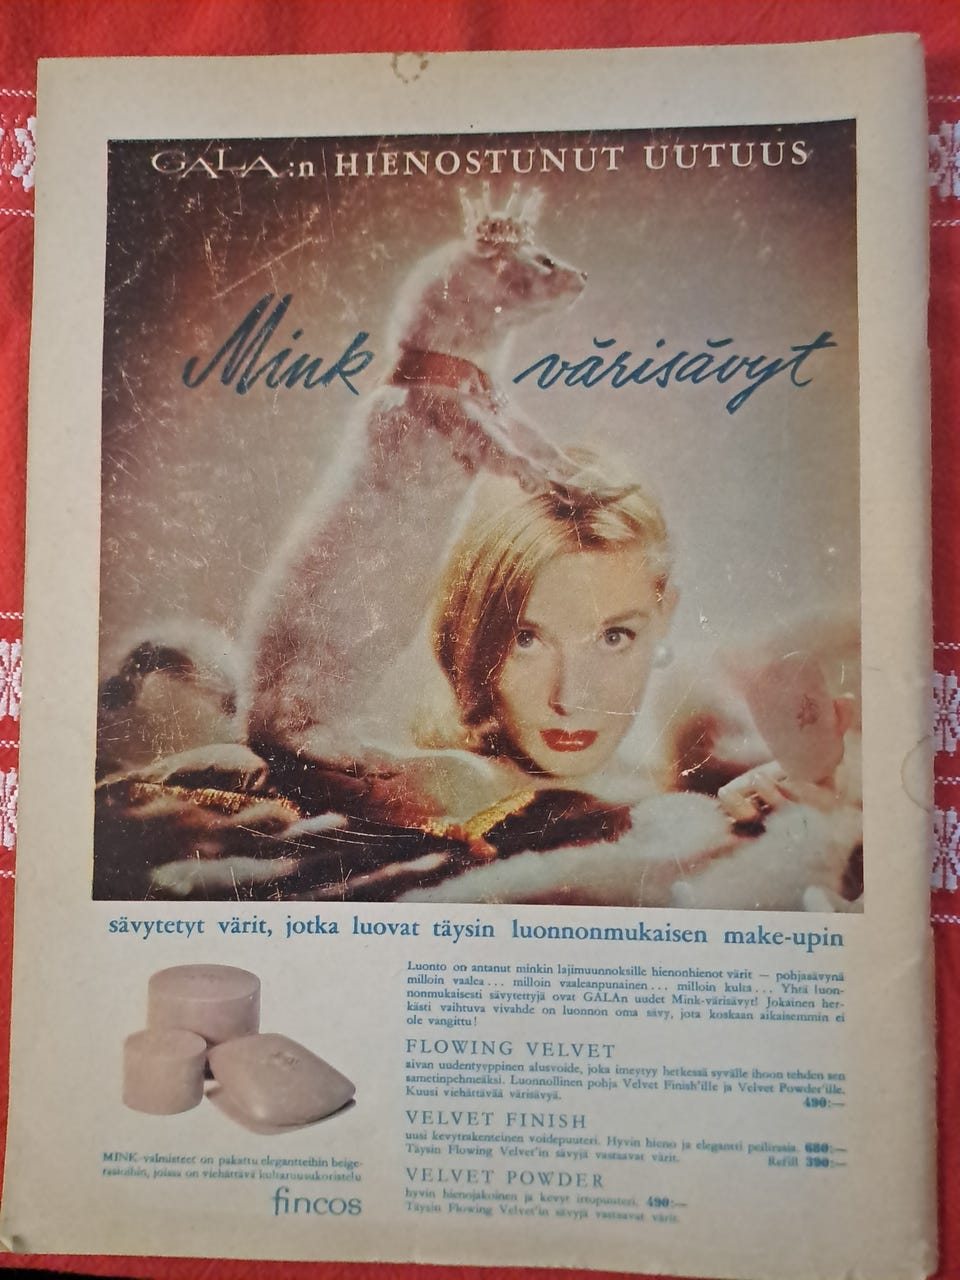 GALA:n HIENOSTUNUT UUTUUS
Mink värisävyt
sävytetyt värit, jotka luovat täysin luonnonmukaisen make-upin
Luonto on antanut minkin lajimuunnoksille hienonhienot värit — pohjasävynä
milloin vaalea... milloin vaaleanpunainen... milloin kulta... Yhtä luon-
nonmukaisesti sävytettyjä ovat GALAn uudet Mink-värisävyt! Jokainen her-
kästi vaihtuva vivahde on luonnon oma sävy, jota koskaan aikaisemmin ei
ole vangittu!
FLOWING VELVET
aivan uudentyyppinen alusvoide, joka imeytyy hetkessä syvälle ihoon tehden sen
sametinpehmeäksi. Luonnollinen pohja Velvet Finish'ille ja Velvet Powder'ille.
Kuusi viehättävää värisävyä. 490:—
VELVET FINISH
uusi kevytrakenteinen voidepuuteri. Hyvin hieno ja elegantti peilirasia. 680:—
Täysin Flowing Velvet'in sävyjä vastaavat värit. Refill 390:—
VELVET POWDER
hyvin hienojakoinen ja kevyt irtopuuteri. 490:—
Täysin Flowing Velvet'in sävyjä vastaavat värit.
MINK-valmisteet on pakattu elegantteihin beige-
rasioihin, joissa on viehättävä kultaruusukoristelu
fincos